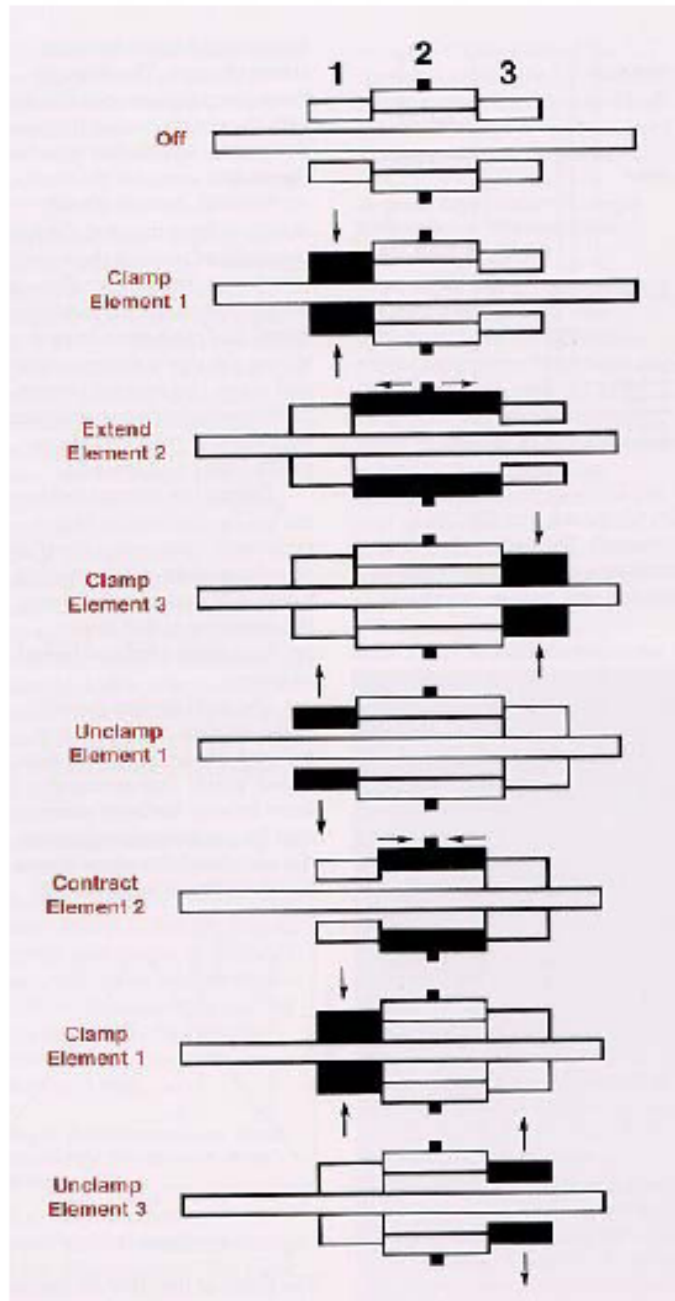 1 2 3
Off
Clamp
Element 1
Extend
Element 2
Clamp
Element 3
Unclamp
Element 1
Contract
Element 2
Clamp
Element 1
Unclamp
Element 3